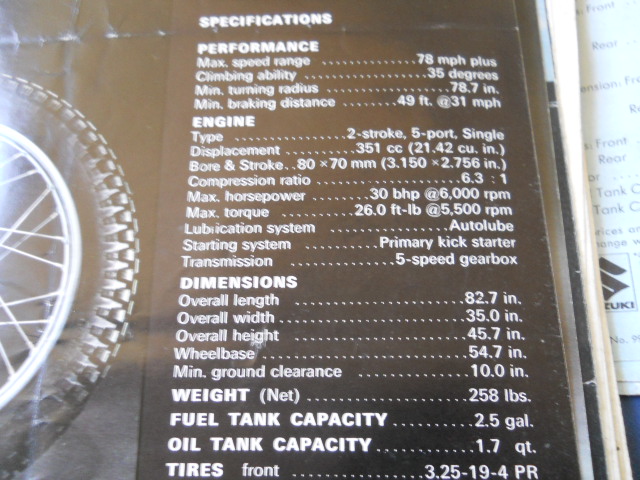 SPECIFICATIONS
PERFORMANCE
Max. speed range ..................78 mph plus
Climbing ability ..................35 degrees
Min. turning radius ..................78.7 in.
Min. braking distance .........49 ft. @31 mph
ENGINE
Type ..................2-stroke, 5-port, Single
Displacement ..........351 cc (21.42 cu. in.)
Bore & Stroke..80 ×70 mm (3.150 ×2.756 in.)
Compression ratio ..................6.3 : 1
Max. horsepower .........30 bhp @6,000 rpm
Max. torque .........26.0 ft-lb @5,500 rpm
Lubrication system ..................Autolube
Starting system .........Primary kick starter
Transmission ..................5-speed gearbox
DIMENSIONS
Overall length ..................82.7 in.
Overall width ..................35.0 in.
Overall height ..................45.7 in.
Wheelbase ..................54.7 in.
Min. ground clearance ............10.0 in.
WEIGHT (Net) ..................258 lbs.
FUEL TANK CAPACITY ............2.5 gal.
OIL TANK CAPACITY ............1.7 qt.
TIRES front ..................3.25-19-4 PR
Front
Rear
Front
Rear
Front
Rear
Tank C
Tank C
UZUKI
No. 9